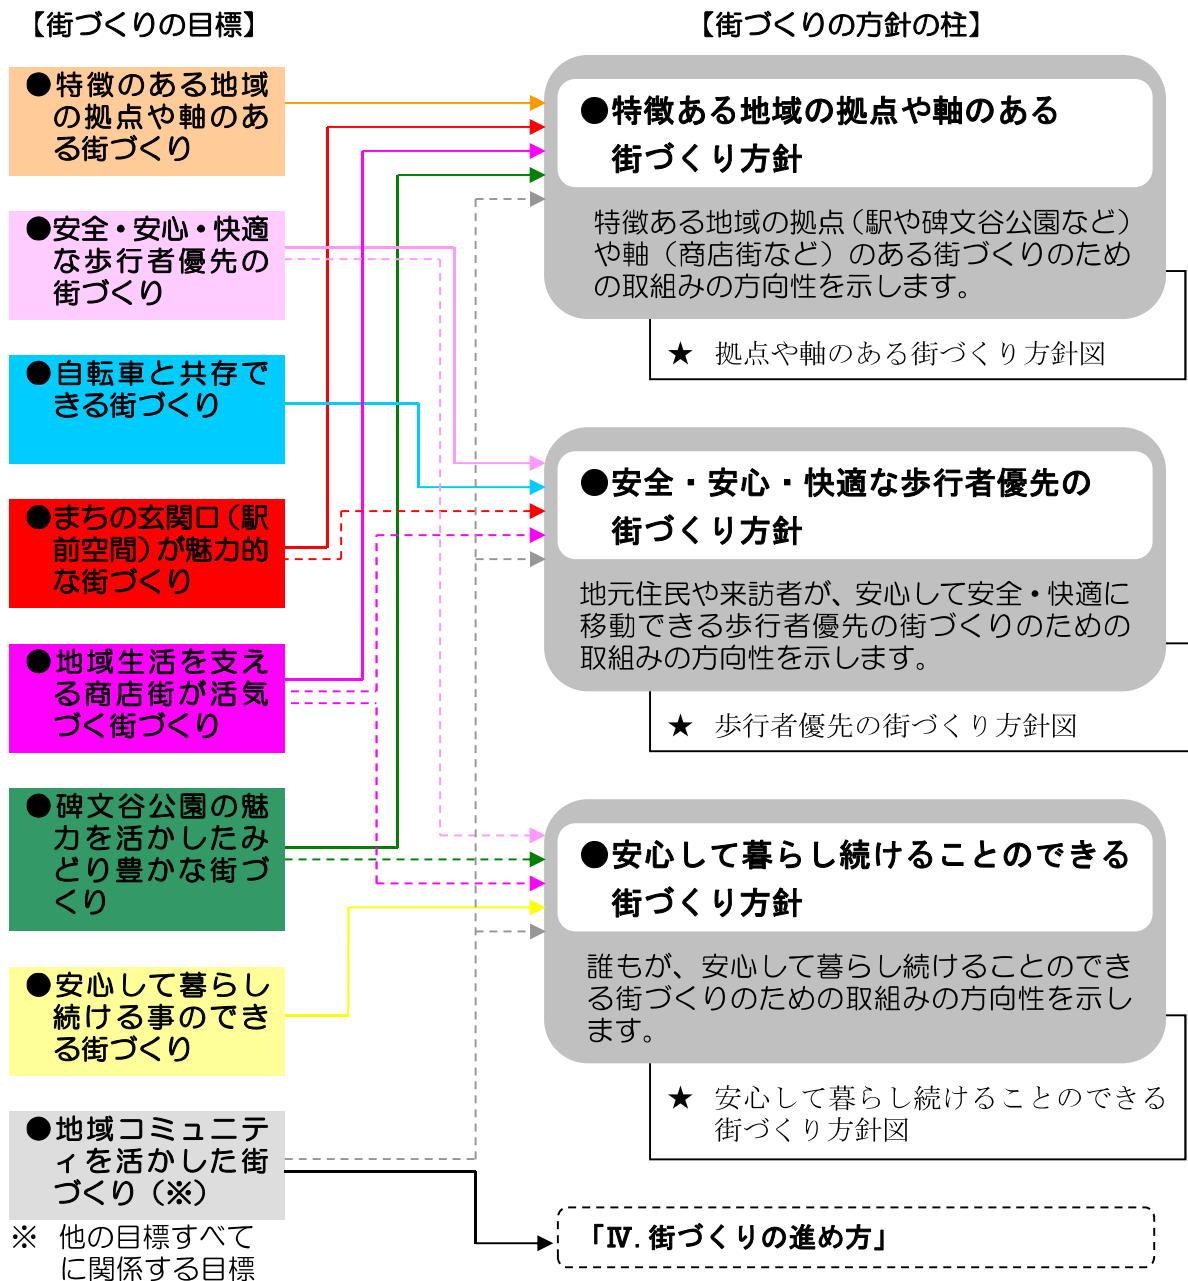 【街づくりの目標】
●特徴のある地域
の拠点や軸のあ
る街づくり
●安全・安心・快適
な歩行者優先の
街づくり
●自転車と共存で
きる街づくり
●まちの玄関口（駅
前空間）が魅力的
な街づくり
●地域生活を支え
る商店街が活気
づく街づくり
●碑文谷公園の魅
力を活かしたみ
どり豊かな街づ
くり
●安心して暮らし
続ける事のでき
る街づくり
●地域コミュニテ
ィを活かした街
づくり（※）
※ 他の目標すべて
に関係する目標
【街づくりの方針の柱】
●特徴ある地域の拠点や軸のある
街づくり方針
特徴ある地域の拠点（駅や碑文谷公園など）
や軸（商店街など）のある街づくりのため
の取組みの方向性を示します。
★ 拠点や軸のある街づくり方針図
●安全・安心・快適な歩行者優先の
街づくり方針
地元住民や来訪者が、安心して安全・快適に
移動できる歩行者優先の街づくりのための
取組みの方向性を示します。
★ 歩行者優先の街づくり方針図
●安心して暮らし続けることのできる
街づくり方針
誰もが、安心して暮らし続けることのでき
る街づくりのための取組みの方向性を示し
ます。
★ 安心して暮らし続けることのできる
街づくり方針図
「Ⅳ.街づくりの進め方」